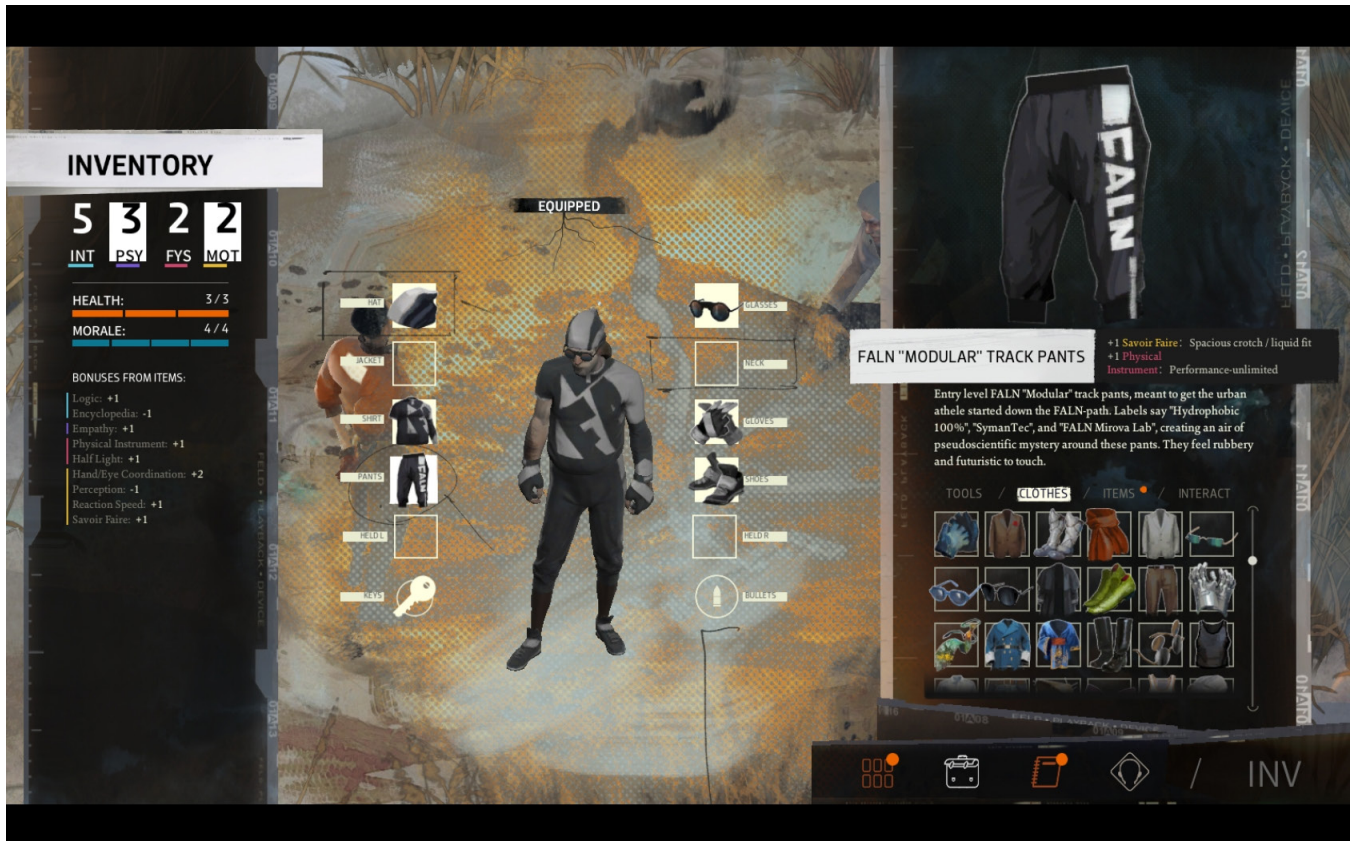 INVENTORY
5 3 2 2
INT PSY FYS MOT
HEALTH: 3 / 3
MORALE: 4 / 4
BONUSES FROM ITEMS:
Logic: +1
Encyclopedia: -1
Empathy: +1
Physical Instrument: +1
Half Light: +1
Hand/Eye Coordination: +2
Perception: -1
Reaction Speed: +1
Savoir Faire: +1
EQUIPPED
HAT
GLASSES
JACKET
NECK
SHIRT
GLOVES
PANTS
SHOES
HELD L
HELD R
KEYS
BULLETS
FALN
FALN "MODULAR" TRACK PANTS
+1 Savoir Faire: Spacious crotch / liquid fit
+1 Physical
Instrument: Performance-unlimited
Entry level FALN "Modular" track pants, meant to get the urban
athele started down the FALN-path. Labels say "Hydrophobic
100%", "SymanTec", and "FALN Mirova Lab", creating an air of
pseudoscientific mystery around these pants. They feel rubbery
and futuristic to touch.
TOOLS / CLOTHES / ITEMS / INTERACT
/ INV